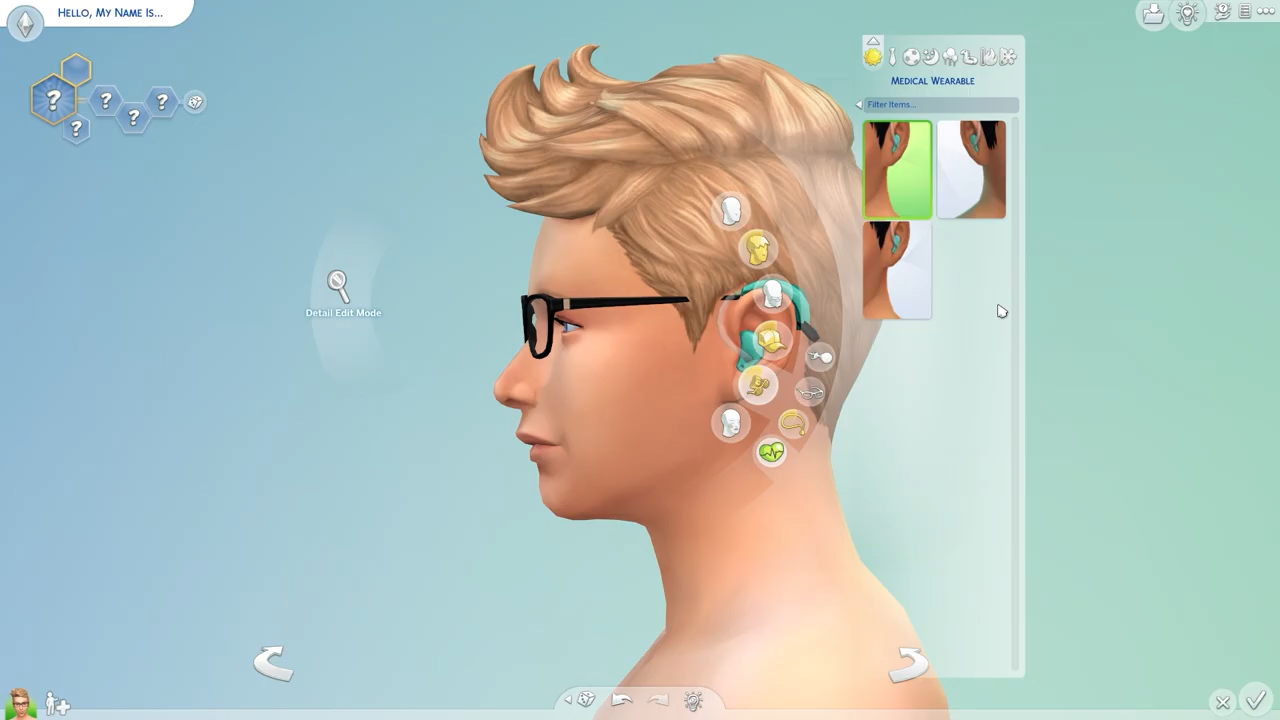 Hello, My Name Is...
Medical Wearable
Filter Items...
Detail Edit Mode
?
?
?
?
?